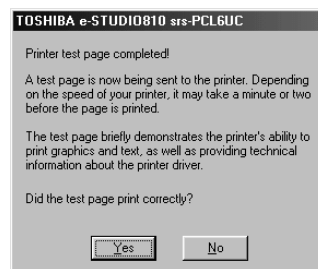 TOSHIBA e-STUDIO810 srs-PCL6UC
Printer test page completed!
A test page is now being sent to the printer. Depending
on the speed of your printer, it may take a minute or two
before the page is printed.
The test page briefly demonstrates the printer's ability to
print graphics and text, as well as providing technical
information about the printer driver.
Did the test page print correctly?
Yes No